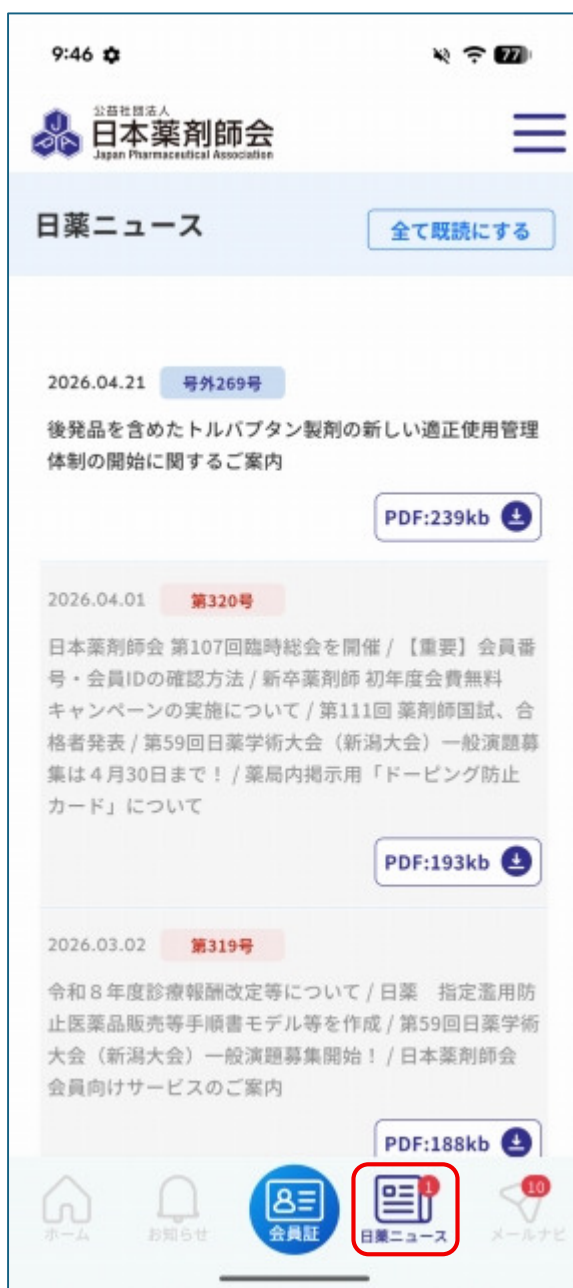 9:46
77
公益社団法人
日本薬剤師会
Japan Pharmaceutical Association
日薬ニュース
全て既読にする
2026.04.21 号外269号
後発品を含めたトルバプタン製剤の新しい適正使用管理
体制の開始に関するご案内
PDF:239kb
2026.04.01 第320号
日本薬剤師会 第107回臨時総会を開催 / 【重要】会員番
号・会員IDの確認方法 / 新卒薬剤師 初年度会費無料
キャンペーンの実施について / 第111回 薬剤師国試、合
格者発表 / 第59回日薬学術大会（新潟大会）一般演題募
集は４月30日まで！ / 薬局内掲示用「ドーピング防止
カード」について
PDF:193kb
2026.03.02 第319号
令和８年度診療報酬改定等について / 日薬　指定濫用防
止医薬品販売等手順書モデル等を作成 / 第59回日薬学術
大会（新潟大会）一般演題募集開始！ / 日本薬剤師会
会員向けサービスのご案内
PDF:188kb
1
10
ホーム
お知らせ
会員証
日薬ニュース
メールナビ